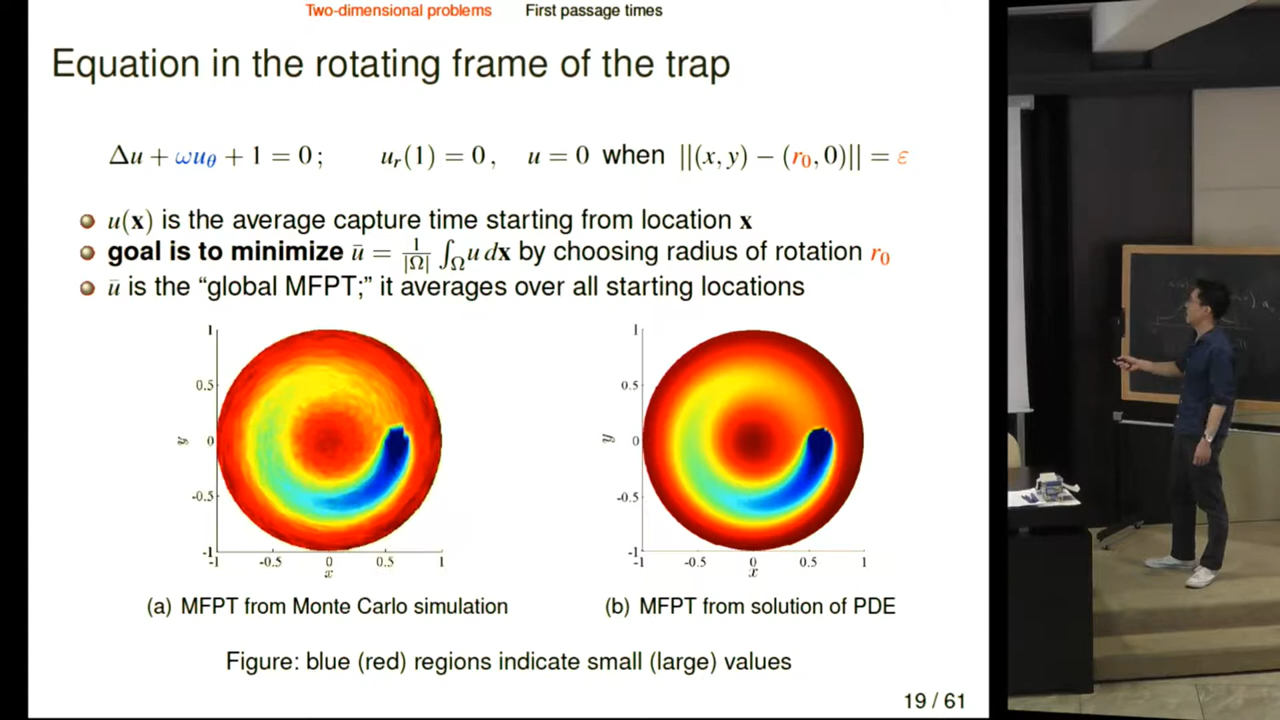 Two-dimensional problems First passage times
Equation in the rotating frame of the trap
Δu + ωu_θ + 1 = 0 ; u_r(1) = 0 , u = 0 when ||(x, y) − (r_0, 0)|| = ε
u(x) is the average capture time starting from location x
goal is to minimize ū = 1/|Ω| ∫_Ω u dx by choosing radius of rotation r_0
ū is the “global MFPT;” it averages over all starting locations
1
0.5
0
-0.5
-1
y
-1 -0.5 0 0.5 1
x
1
0.5
0
-0.5
-1
y
-1 -0.5 0 0.5 1
x
(a) MFPT from Monte Carlo simulation
(b) MFPT from solution of PDE
Figure: blue (red) regions indicate small (large) values
19 / 61